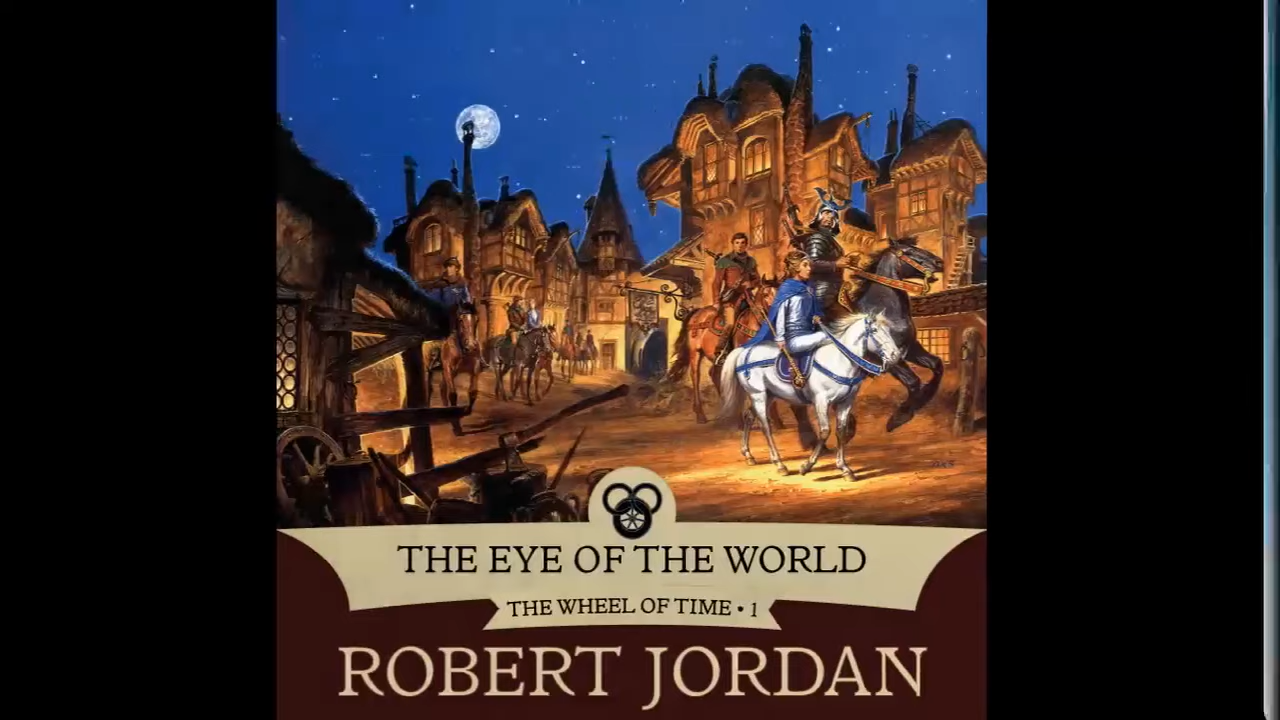 THE EYE OF THE WORLD
THE WHEEL OF TIME • 1
ROBERT JORDAN